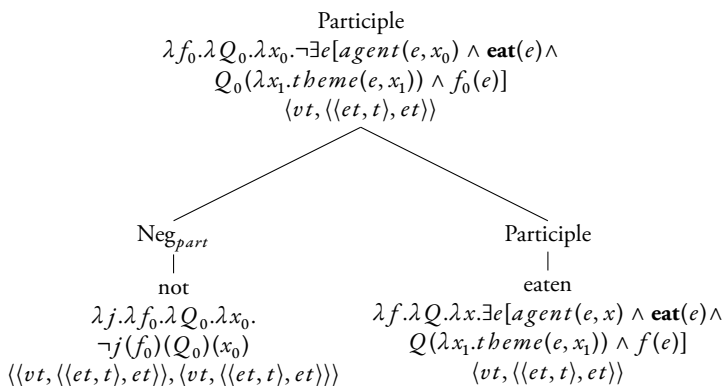 Participle
λf₀.λQ₀.λx₀.¬∃e[agent(e, x₀) ∧ eat(e)∧
Q₀(λx₁.theme(e, x₁)) ∧ f₀(e)]
⟨vt, ⟨⟨et, t⟩, et⟩⟩
Neg_part
not
λj.λf₀.λQ₀.λx₀.
¬j(f₀)(Q₀)(x₀)
⟨⟨vt, ⟨⟨et, t⟩, et⟩⟩, ⟨vt, ⟨⟨et, t⟩, et⟩⟩⟩
Participle
eaten
λf.λQ.λx.∃e[agent(e, x) ∧ eat(e)∧
Q(λx₁.theme(e, x₁)) ∧ f(e)]
⟨vt, ⟨⟨et, t⟩, et⟩⟩